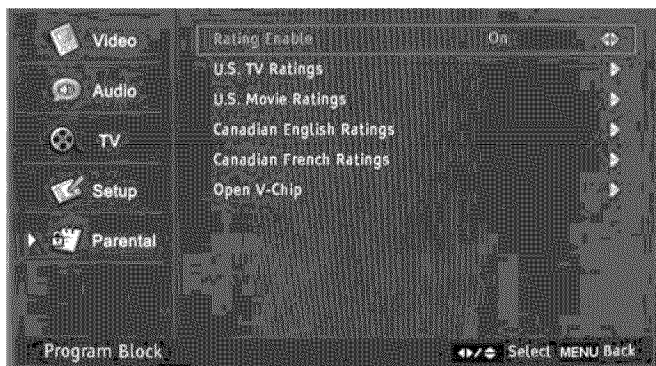 Video
Audio
TV
Setup
Parental
Rating Enable On
U.S. TV Ratings
U.S. Movie Ratings
Canadian English Ratings
Canadian French Ratings
Open V-Chip
Program Block
Select MENU Back